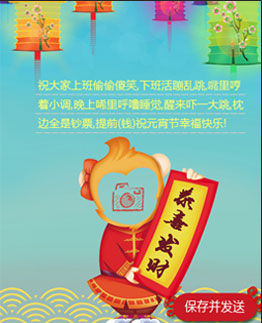 祝大家上班偷偷傻笑,下班活蹦乱跳,嘴里哼
着小调,晚上唏里呼噜睡觉,醒来吓一大跳,枕
边全是钞票,提前(钱)祝元宵节幸福快乐!
恭喜发财
保存并发送